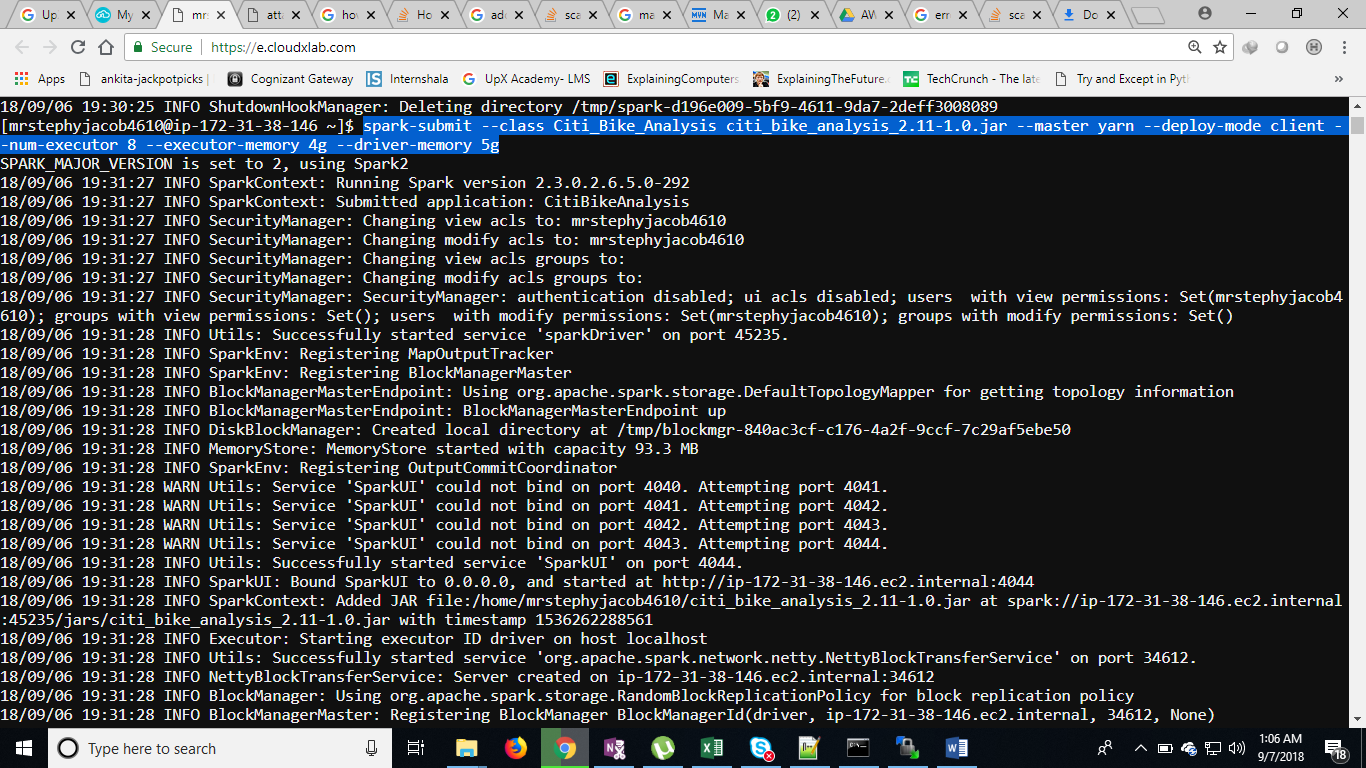 Up
My
mrs
atta
how
Ho
ado
sca
ma
Ma
(2)
AW
err
sca
Do
Secure
https://e.cloudxlab.com
Apps
ankita-jackpotpicks
Cognizant Gateway
Internshala
UpX Academy- LMS
ExplainingComputers
ExplainingTheFuture.c
TechCrunch - The late
Try and Except in Pyt
»
18/09/06 19:30:25 INFO ShutdownHookManager: Deleting directory /tmp/spark-d196e009-5bf9-4611-9da7-2deff3008089
[mrstephyjacob4610@ip-172-31-38-146 ~]$ spark-submit --class Citi_Bike_Analysis citi_bike_analysis_2.11-1.0.jar --master yarn --deploy-mode client -
-num-executor 8 --executor-memory 4g --driver-memory 5g
SPARK_MAJOR_VERSION is set to 2, using Spark2
18/09/06 19:31:27 INFO SparkContext: Running Spark version 2.3.0.2.6.5.0-292
18/09/06 19:31:27 INFO SparkContext: Submitted application: CitiBikeAnalysis
18/09/06 19:31:27 INFO SecurityManager: Changing view acls to: mrstephyjacob4610
18/09/06 19:31:27 INFO SecurityManager: Changing modify acls to: mrstephyjacob4610
18/09/06 19:31:27 INFO SecurityManager: Changing view acls groups to:
18/09/06 19:31:27 INFO SecurityManager: Changing modify acls groups to:
18/09/06 19:31:27 INFO SecurityManager: SecurityManager: authentication disabled; ui acls disabled; users  with view permissions: Set(mrstephyjacob4
610); groups with view permissions: Set(); users  with modify permissions: Set(mrstephyjacob4610); groups with modify permissions: Set()
18/09/06 19:31:28 INFO Utils: Successfully started service 'sparkDriver' on port 45235.
18/09/06 19:31:28 INFO SparkEnv: Registering MapOutputTracker
18/09/06 19:31:28 INFO SparkEnv: Registering BlockManagerMaster
18/09/06 19:31:28 INFO BlockManagerMasterEndpoint: Using org.apache.spark.storage.DefaultTopologyMapper for getting topology information
18/09/06 19:31:28 INFO BlockManagerMasterEndpoint: BlockManagerMasterEndpoint up
18/09/06 19:31:28 INFO DiskBlockManager: Created local directory at /tmp/blockmgr-840ac3cf-c176-4a2f-9ccf-7c29af5ebe50
18/09/06 19:31:28 INFO MemoryStore: MemoryStore started with capacity 93.3 MB
18/09/06 19:31:28 INFO SparkEnv: Registering OutputCommitCoordinator
18/09/06 19:31:28 WARN Utils: Service 'SparkUI' could not bind on port 4040. Attempting port 4041.
18/09/06 19:31:28 WARN Utils: Service 'SparkUI' could not bind on port 4041. Attempting port 4042.
18/09/06 19:31:28 WARN Utils: Service 'SparkUI' could not bind on port 4042. Attempting port 4043.
18/09/06 19:31:28 WARN Utils: Service 'SparkUI' could not bind on port 4043. Attempting port 4044.
18/09/06 19:31:28 INFO Utils: Successfully started service 'SparkUI' on port 4044.
18/09/06 19:31:28 INFO SparkUI: Bound SparkUI to 0.0.0.0, and started at http://ip-172-31-38-146.ec2.internal:4044
18/09/06 19:31:28 INFO SparkContext: Added JAR file:/home/mrstephyjacob4610/citi_bike_analysis_2.11-1.0.jar at spark://ip-172-31-38-146.ec2.internal
:45235/jars/citi_bike_analysis_2.11-1.0.jar with timestamp 1536262288561
18/09/06 19:31:28 INFO Executor: Starting executor ID driver on host localhost
18/09/06 19:31:28 INFO Utils: Successfully started service 'org.apache.spark.network.netty.NettyBlockTransferService' on port 34612.
18/09/06 19:31:28 INFO NettyBlockTransferService: Server created on ip-172-31-38-146.ec2.internal:34612
18/09/06 19:31:28 INFO BlockManager: Using org.apache.spark.storage.RandomBlockReplicationPolicy for block replication policy
18/09/06 19:31:28 INFO BlockManagerMaster: Registering BlockManager BlockManagerId(driver, ip-172-31-38-146.ec2.internal, 34612, None)
Type here to search
1:06 AM
9/7/2018
18